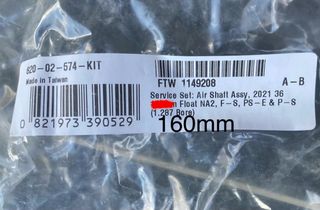 820-02-574-KIT
Made in Taiwan
FTW 1149208 A-B
Service Set: Air Shaft Assy, 2021 36
Float NA2, F-S, PS-E & P-S
(1.287 Bore)
160mm
0 821973 390529